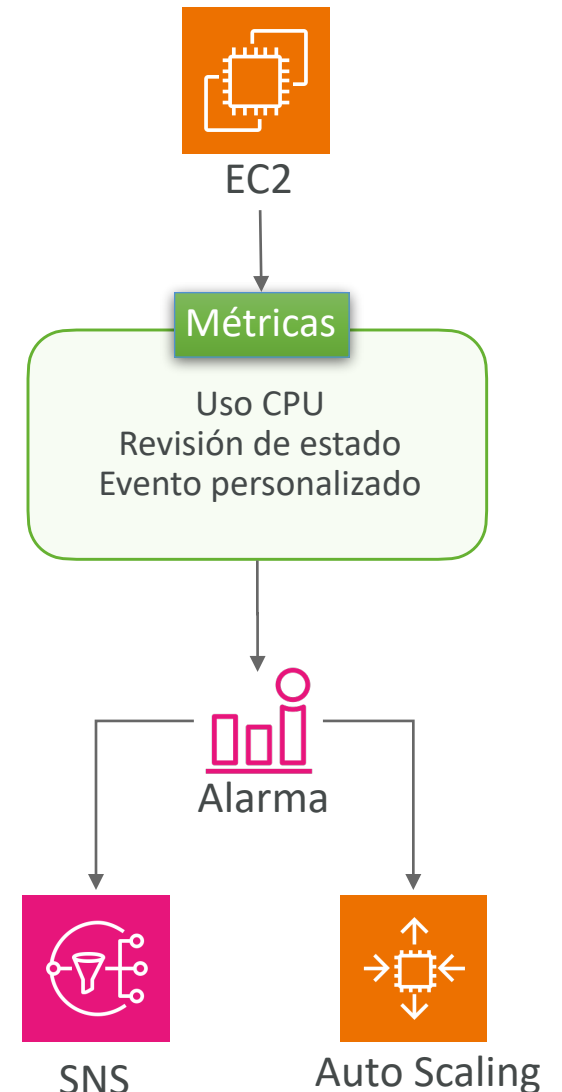 EC2
Métricas
Uso CPU
Revisión de estado
Evento personalizado
Alarma
SNS
Auto Scaling